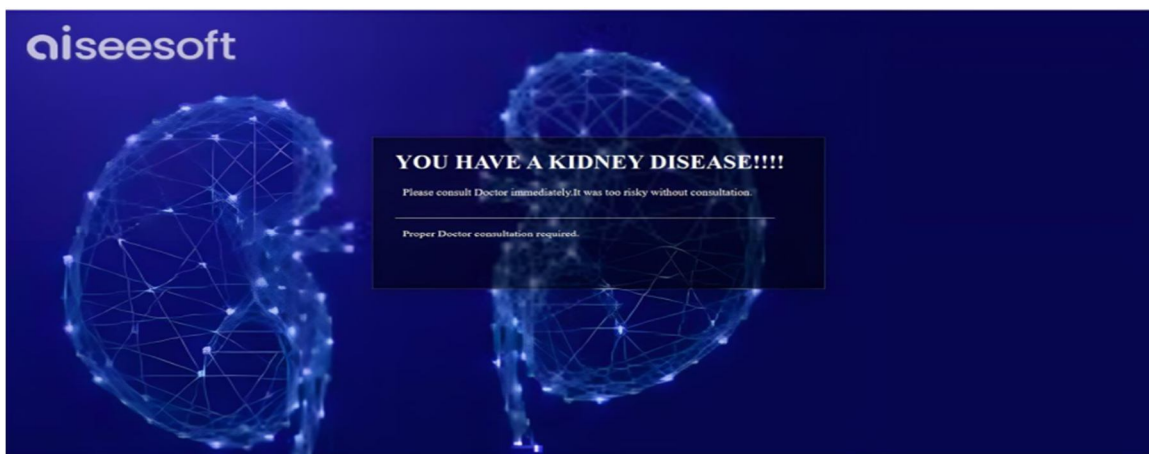 aiseesoft
YOU HAVE A KIDNEY DISEASE!!!!
Please consult Doctor immediately.It was too risky without consultation.
Proper Doctor consultation required.